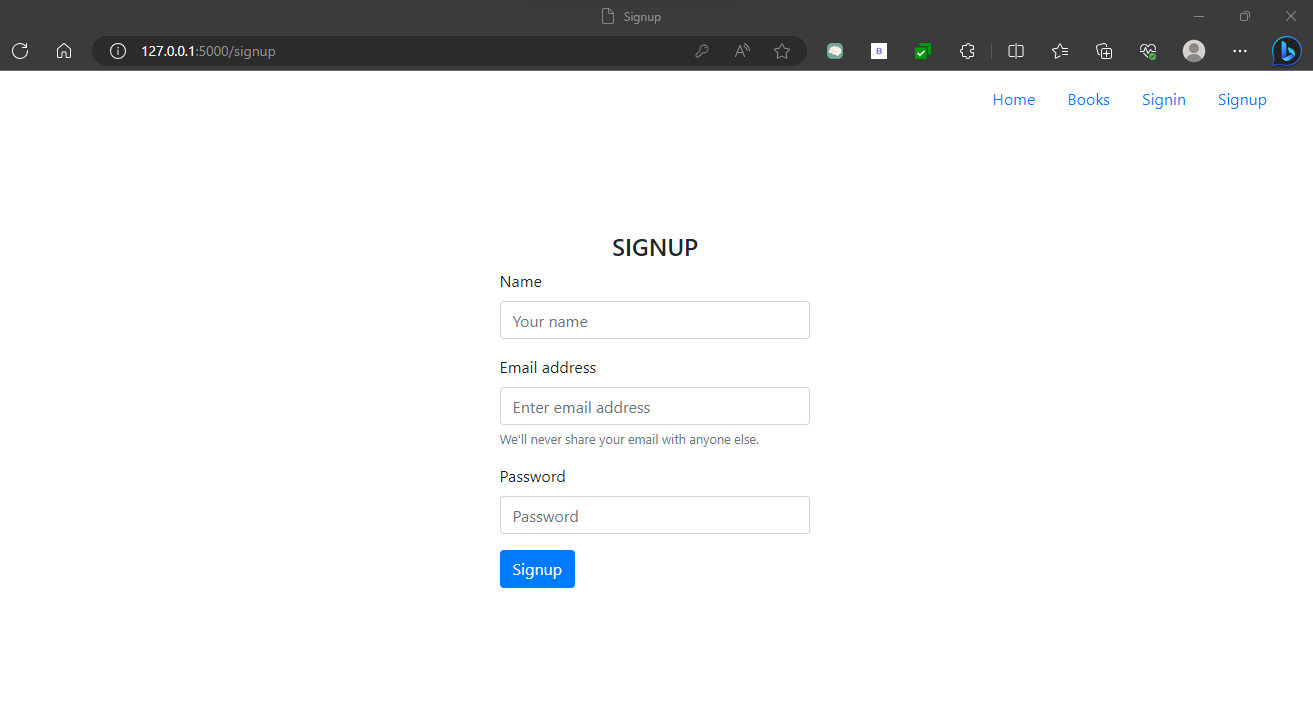 Signup
127.0.0.1:5000/signup
B
Home Books Signin Signup
SIGNUP
Name
Your name
Email address
Enter email address
We'll never share your email with anyone else.
Password
Password
Signup